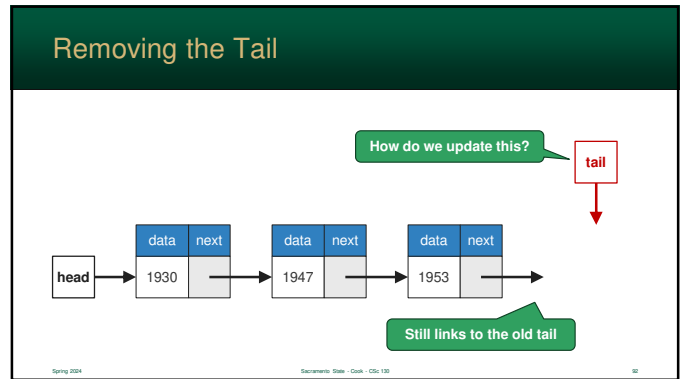 Removing the Tail
How do we update this?
tail
data next data next data next
head 1930 1947 1953
Still links to the old tail
Spring 2024 Sacramento State - Cook - CSc 130 92